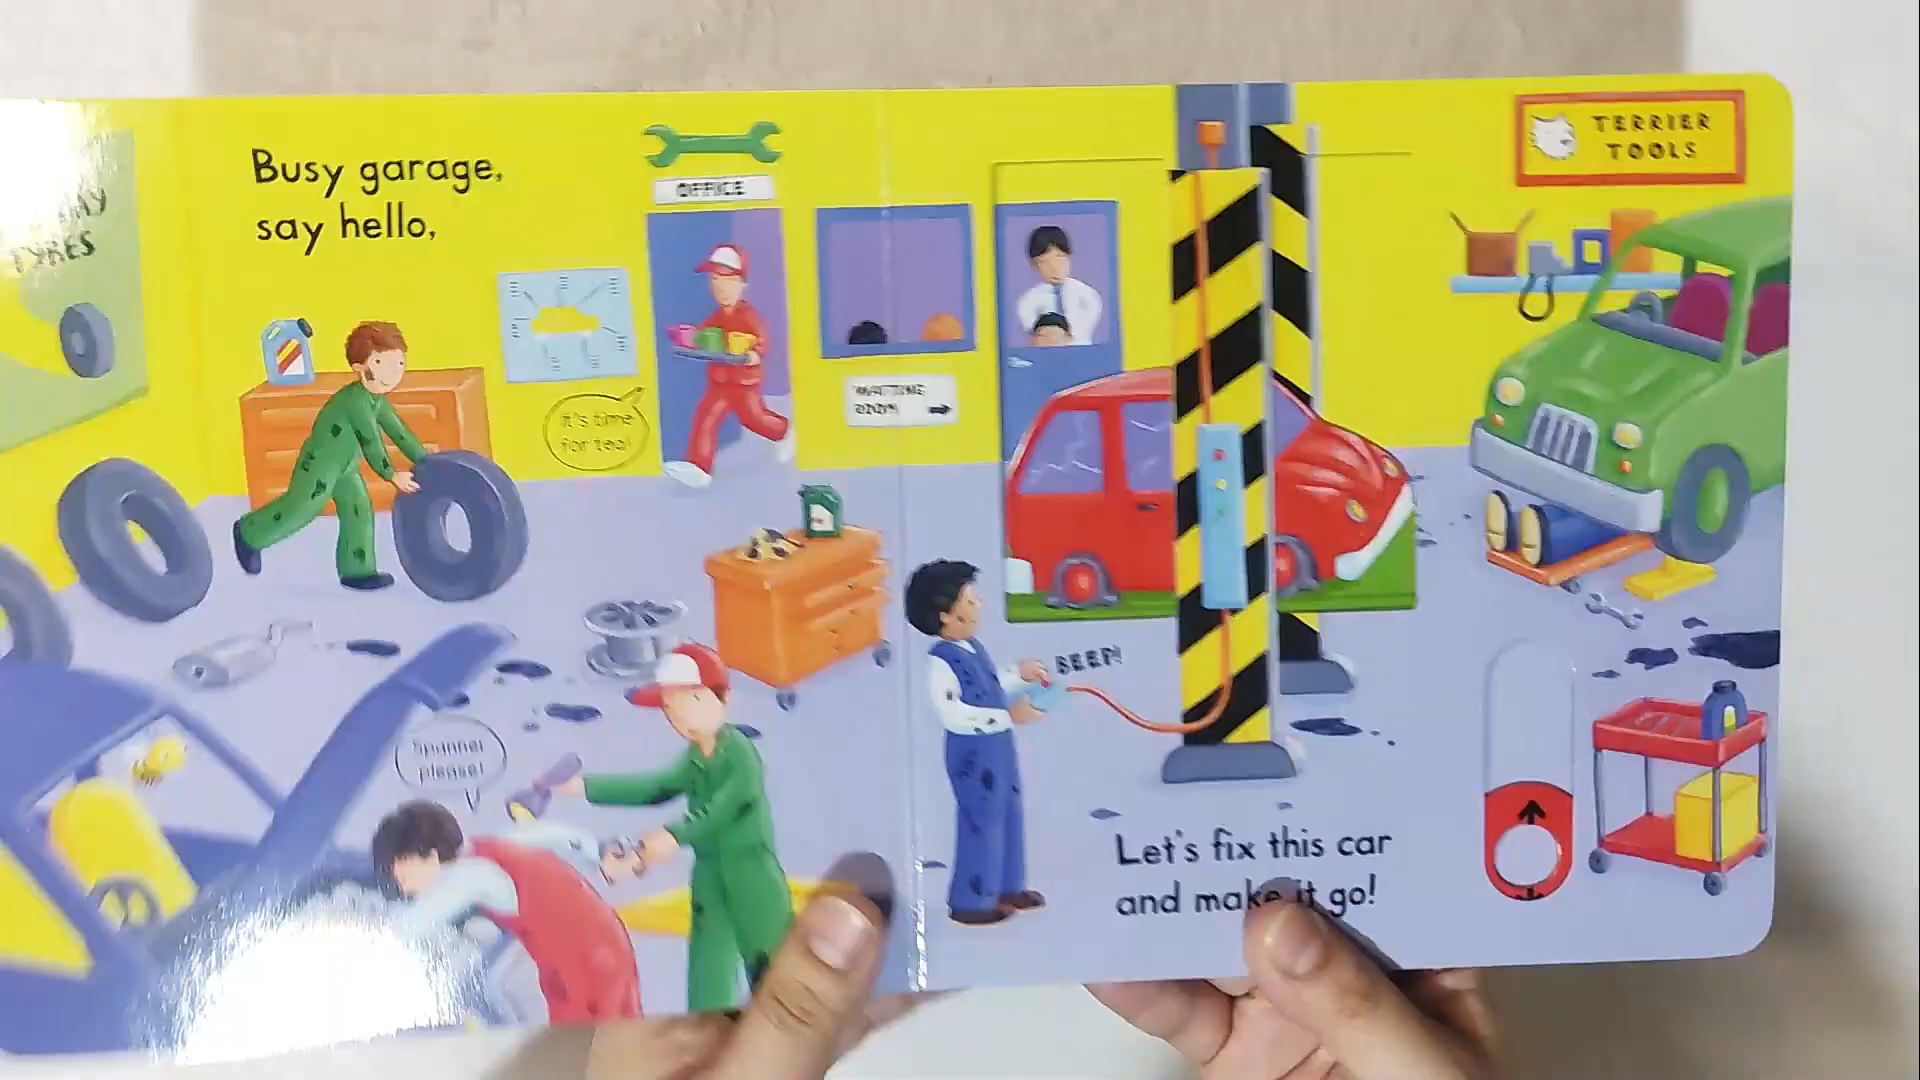 Busy garage,
say hello,
OFFICE
TERRIER
TOOLS
TYRES
It's time
for tea!
WAITING
ROOM
BEEP!
Spanner
please!
Let's fix this car
and make it go!